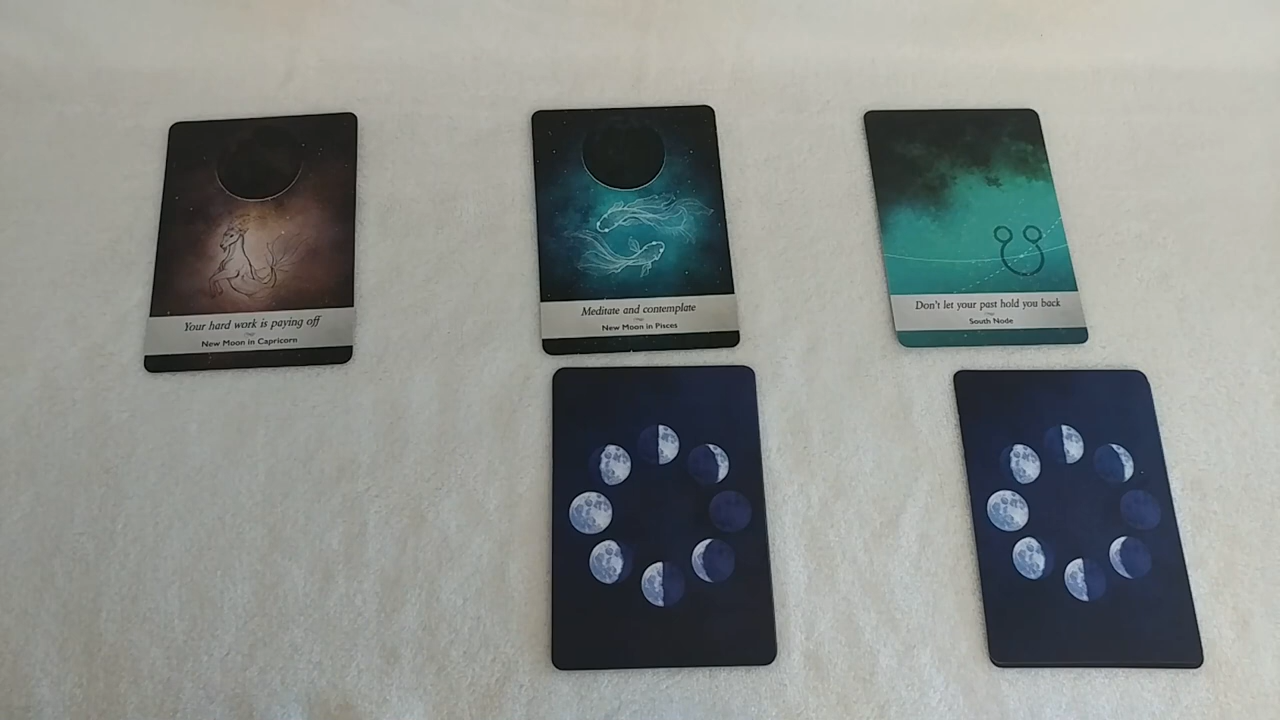 Your hard work is paying off
New Moon in Capricorn
Meditate and contemplate
New Moon in Pisces
Don't let your past hold you back
South Node